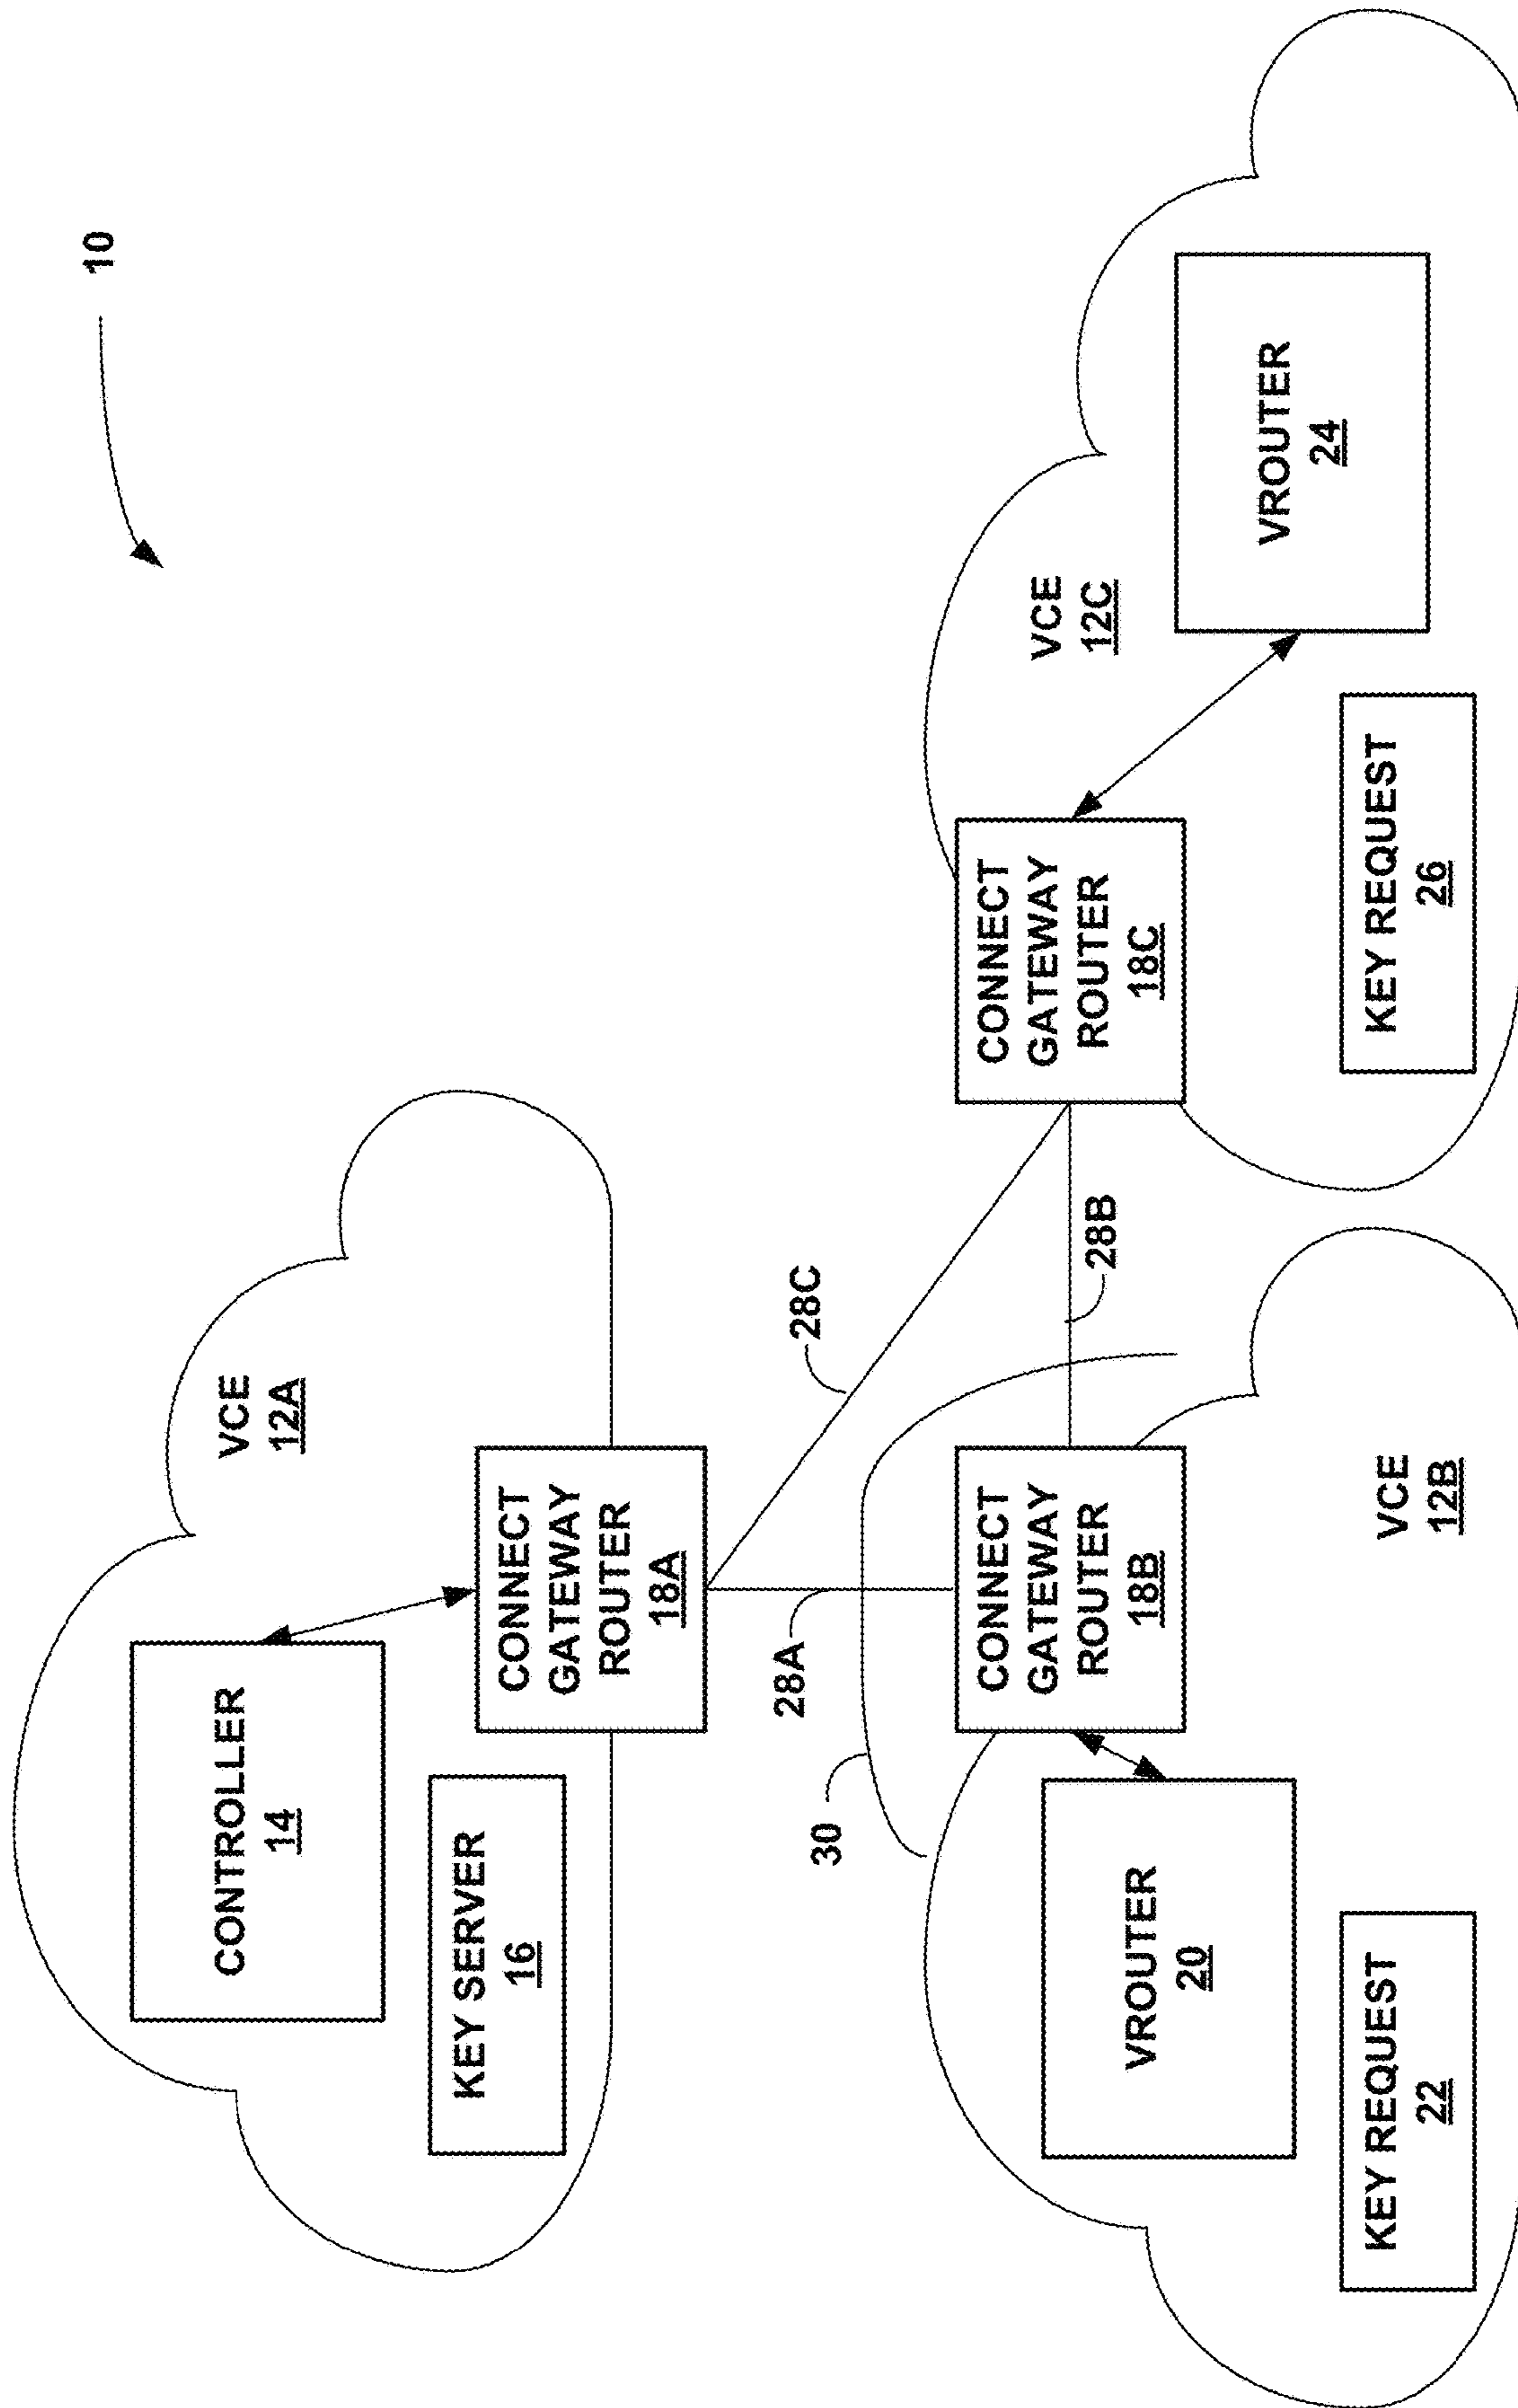 10
VCE
12A
CONTROLLER
14
KEY SERVER
16
CONNECT
GATEWAY
ROUTER
18A
28C
28A
30
28B
CONNECT
GATEWAY
ROUTER
18B
VROUTER
20
KEY REQUEST
22
VCE
12B
CONNECT
GATEWAY
ROUTER
18C
VCE
12C
VROUTER
24
KEY REQUEST
26